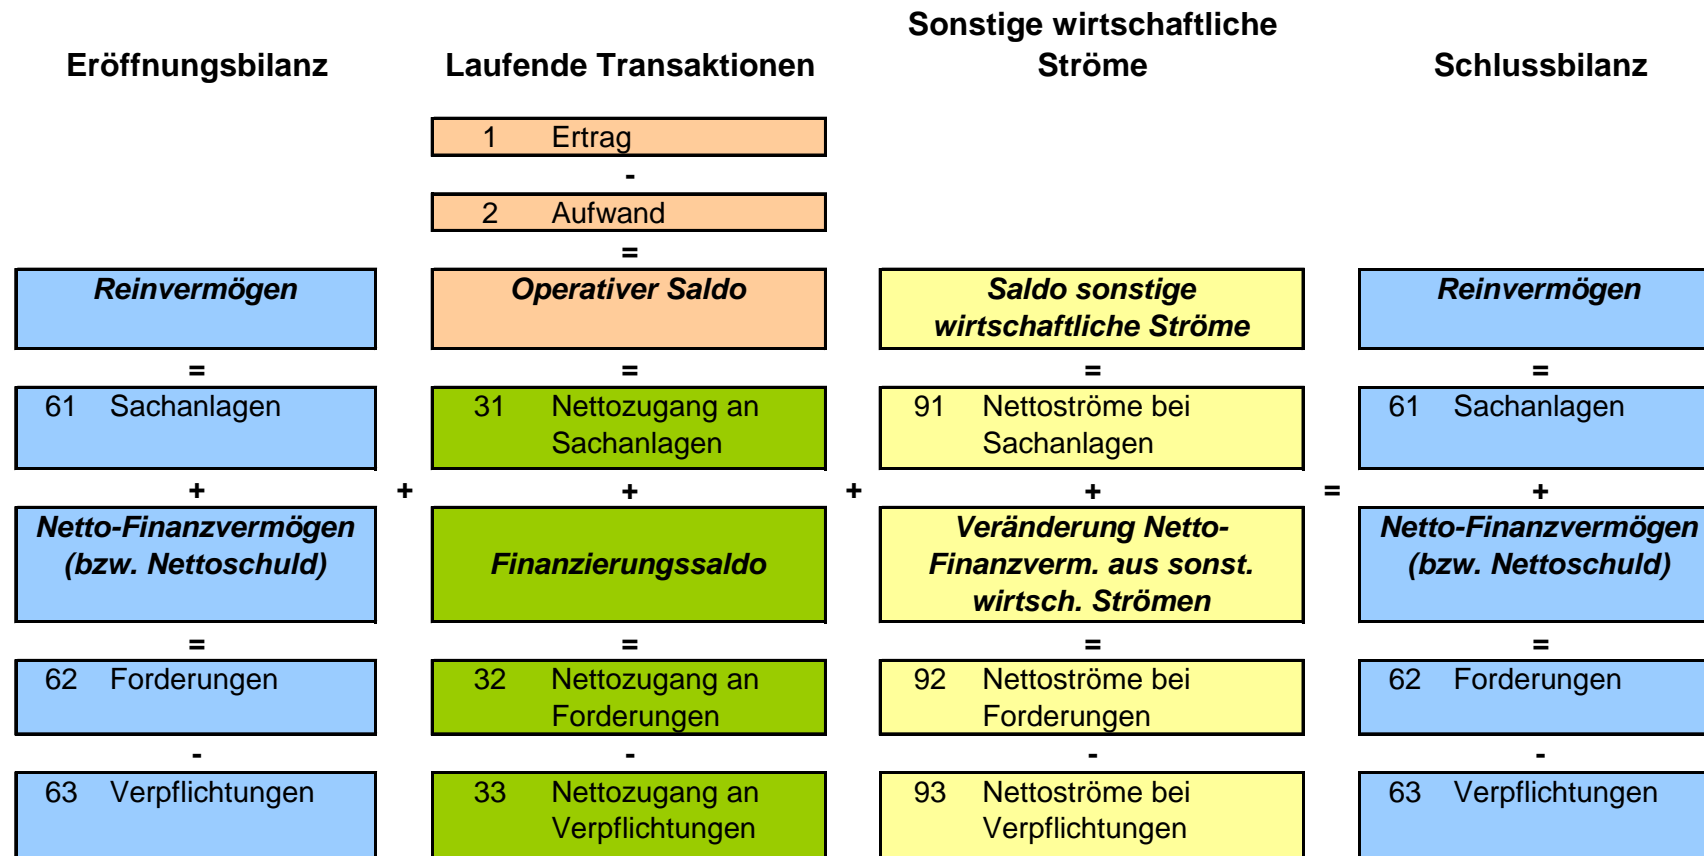 Sonstige wirtschaftliche
Eröffnungsbilanz Laufende Transaktionen Ströme Schlussbilanz
1 Ertrag
-
2 Aufwand
=
Reinvermögen Operativer Saldo Saldo sonstige Reinvermögen
wirtschaftliche Ströme
= = = =
61 Sachanlagen 31 Nettozugang an 91 Nettoströme bei 61 Sachanlagen
Sachanlagen Sachanlagen
+ + + + + = +
Netto-Finanzvermögen Veränderung Netto- Netto-Finanzvermögen
(bzw. Nettoschuld) Finanzierungssaldo Finanzverm. aus sonst. (bzw. Nettoschuld)
wirtsch. Strömen
= = = =
62 Forderungen 32 Nettozugang an 92 Nettoströme bei 62 Forderungen
Forderungen Forderungen
- - - -
63 Verpflichtungen 33 Nettozugang an 93 Nettoströme bei 63 Verpflichtungen
Verpflichtungen Verpflichtungen